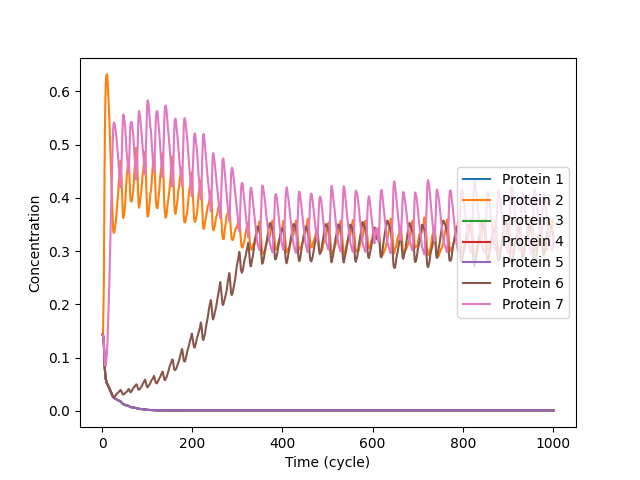 Concentration
0.6
0.5
0.4
0.3
0.2
0.1
0.0
0 200 400 600 800 1000
Time (cycle)
Protein 1
Protein 2
Protein 3
Protein 4
Protein 5
Protein 6
Protein 7